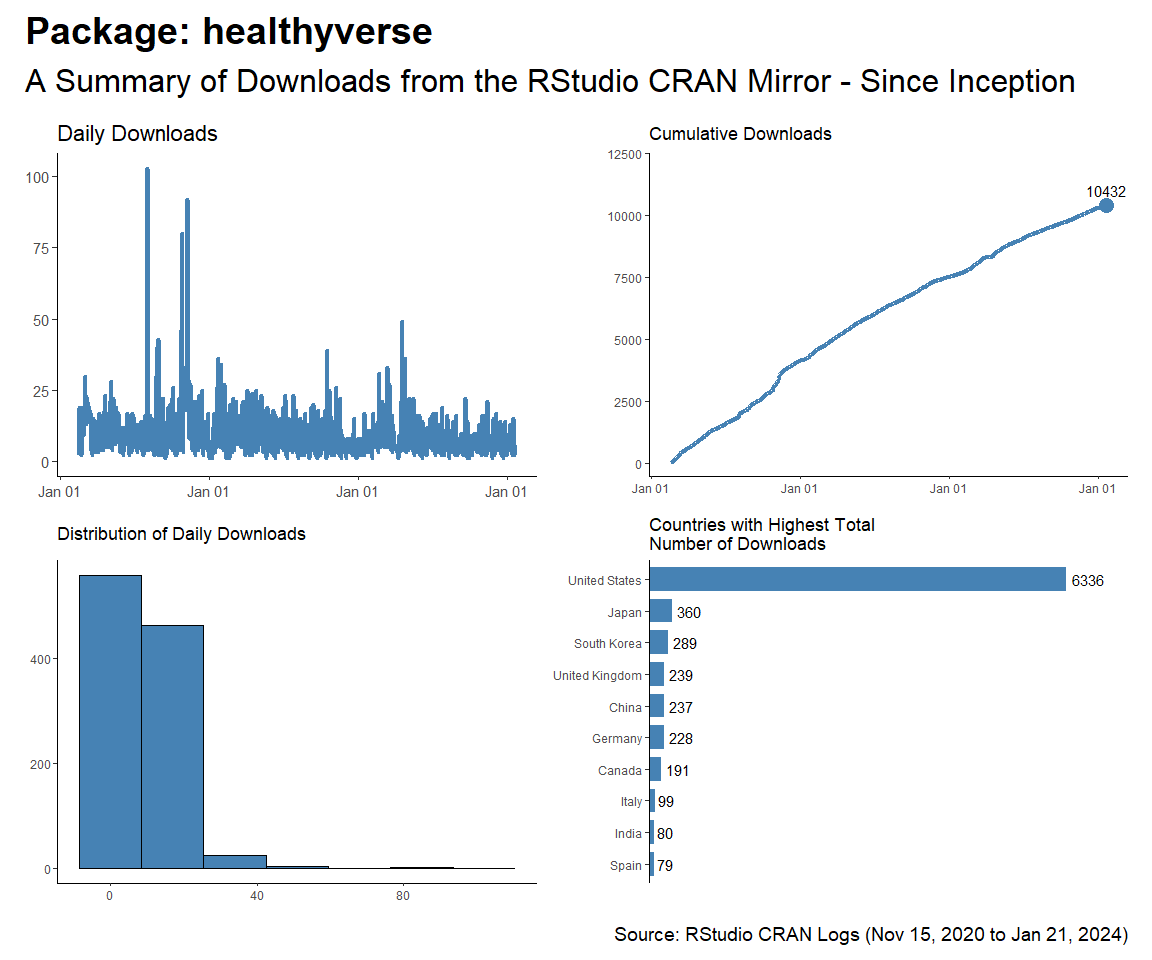 Package: healthyverse
A Summary of Downloads from the RStudio CRAN Mirror - Since Inception
Daily Downloads
100
75
50
25
0
Jan 01 Jan 01 Jan 01 Jan 01
Cumulative Downloads
12500
10000
7500
5000
2500
0
10432
Jan 01 Jan 01 Jan 01 Jan 01
Distribution of Daily Downloads
400
200
0
0 40 80
Countries with Highest Total
Number of Downloads
United States 6336
Japan 360
South Korea 289
United Kingdom 239
China 237
Germany 228
Canada 191
Italy 99
India 80
Spain 79
Source: RStudio CRAN Logs (Nov 15, 2020 to Jan 21, 2024)